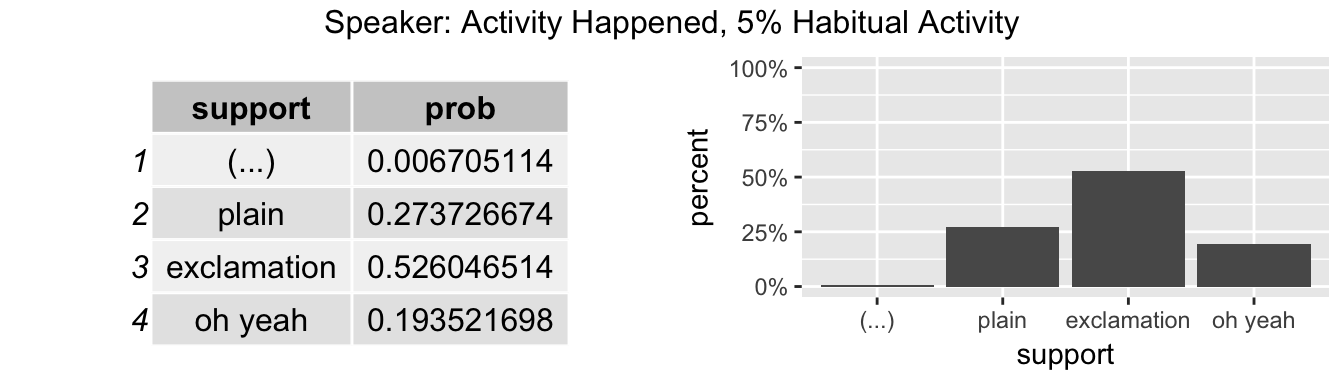 Speaker: Activity Happened, 5% Habitual Activity
support prob
1 (...) 0.006705114
2 plain 0.273726674
3 exclamation 0.526046514
4 oh yeah 0.193521698
percent
100%
75%
50%
25%
0%
(...) plain exclamation oh yeah
support